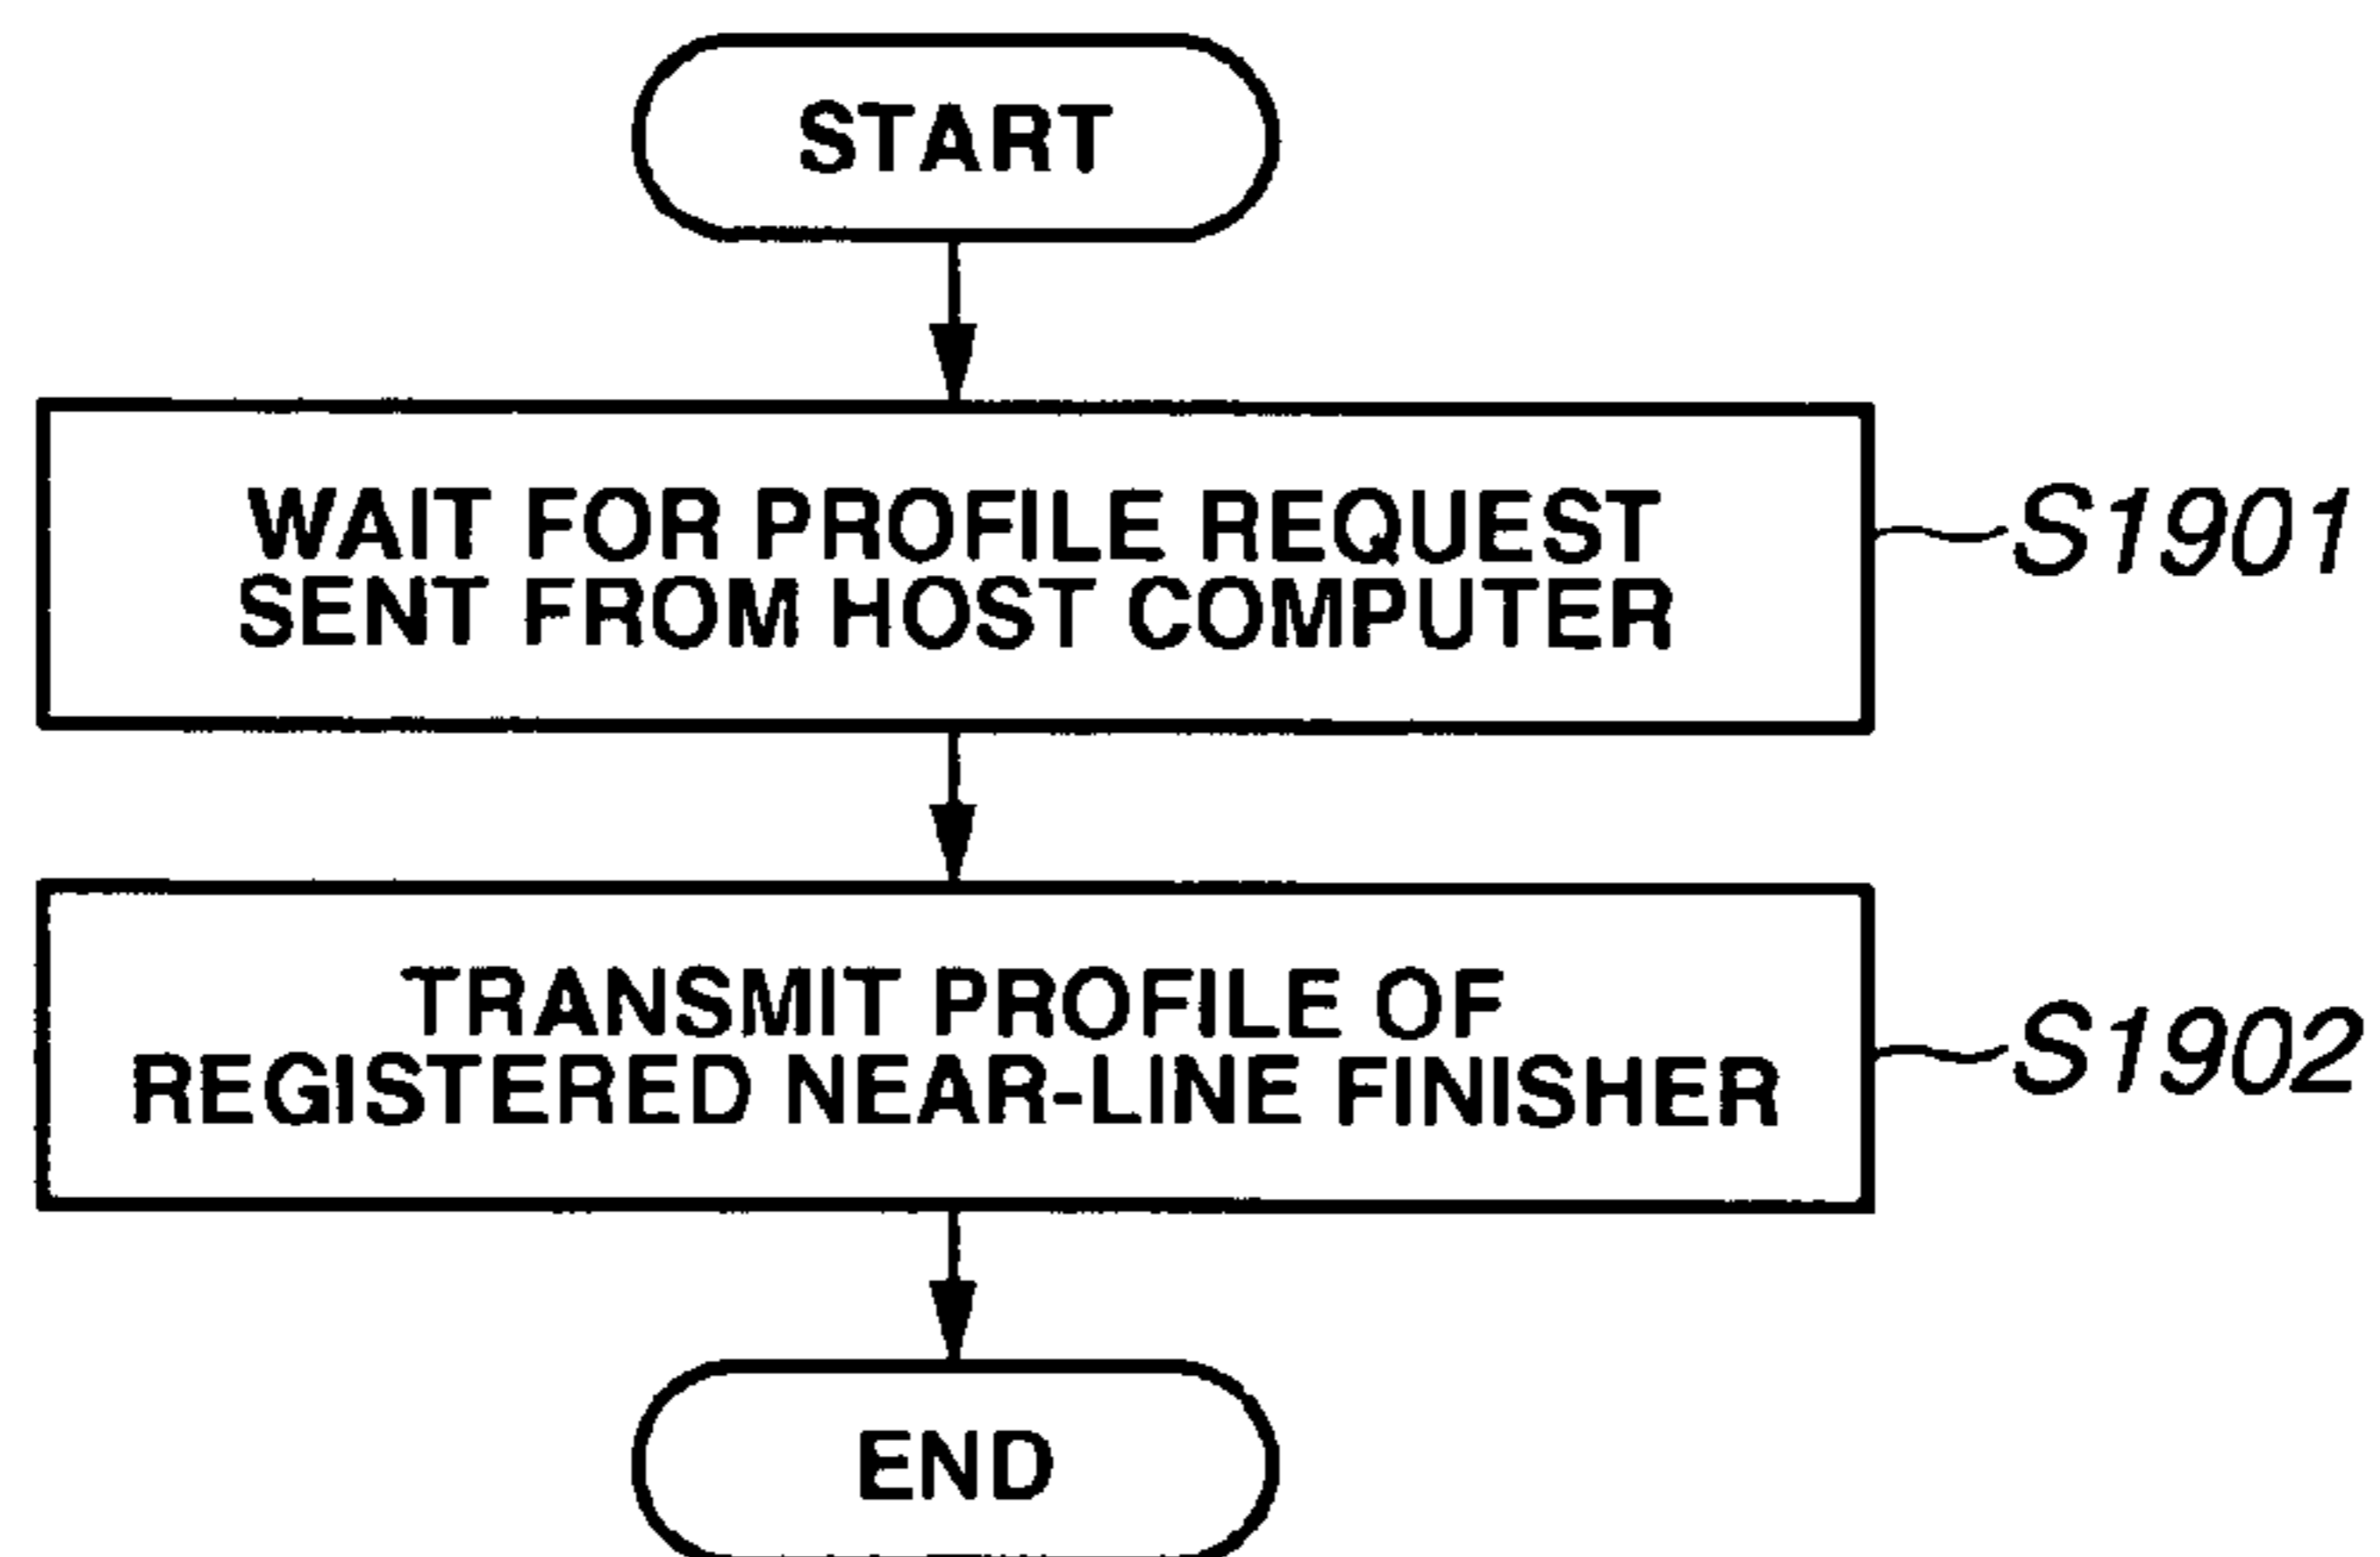 START
WAIT FOR PROFILE REQUEST
SENT FROM HOST COMPUTER
S1901
TRANSMIT PROFILE OF
REGISTERED NEAR-LINE FINISHER
S1902
END